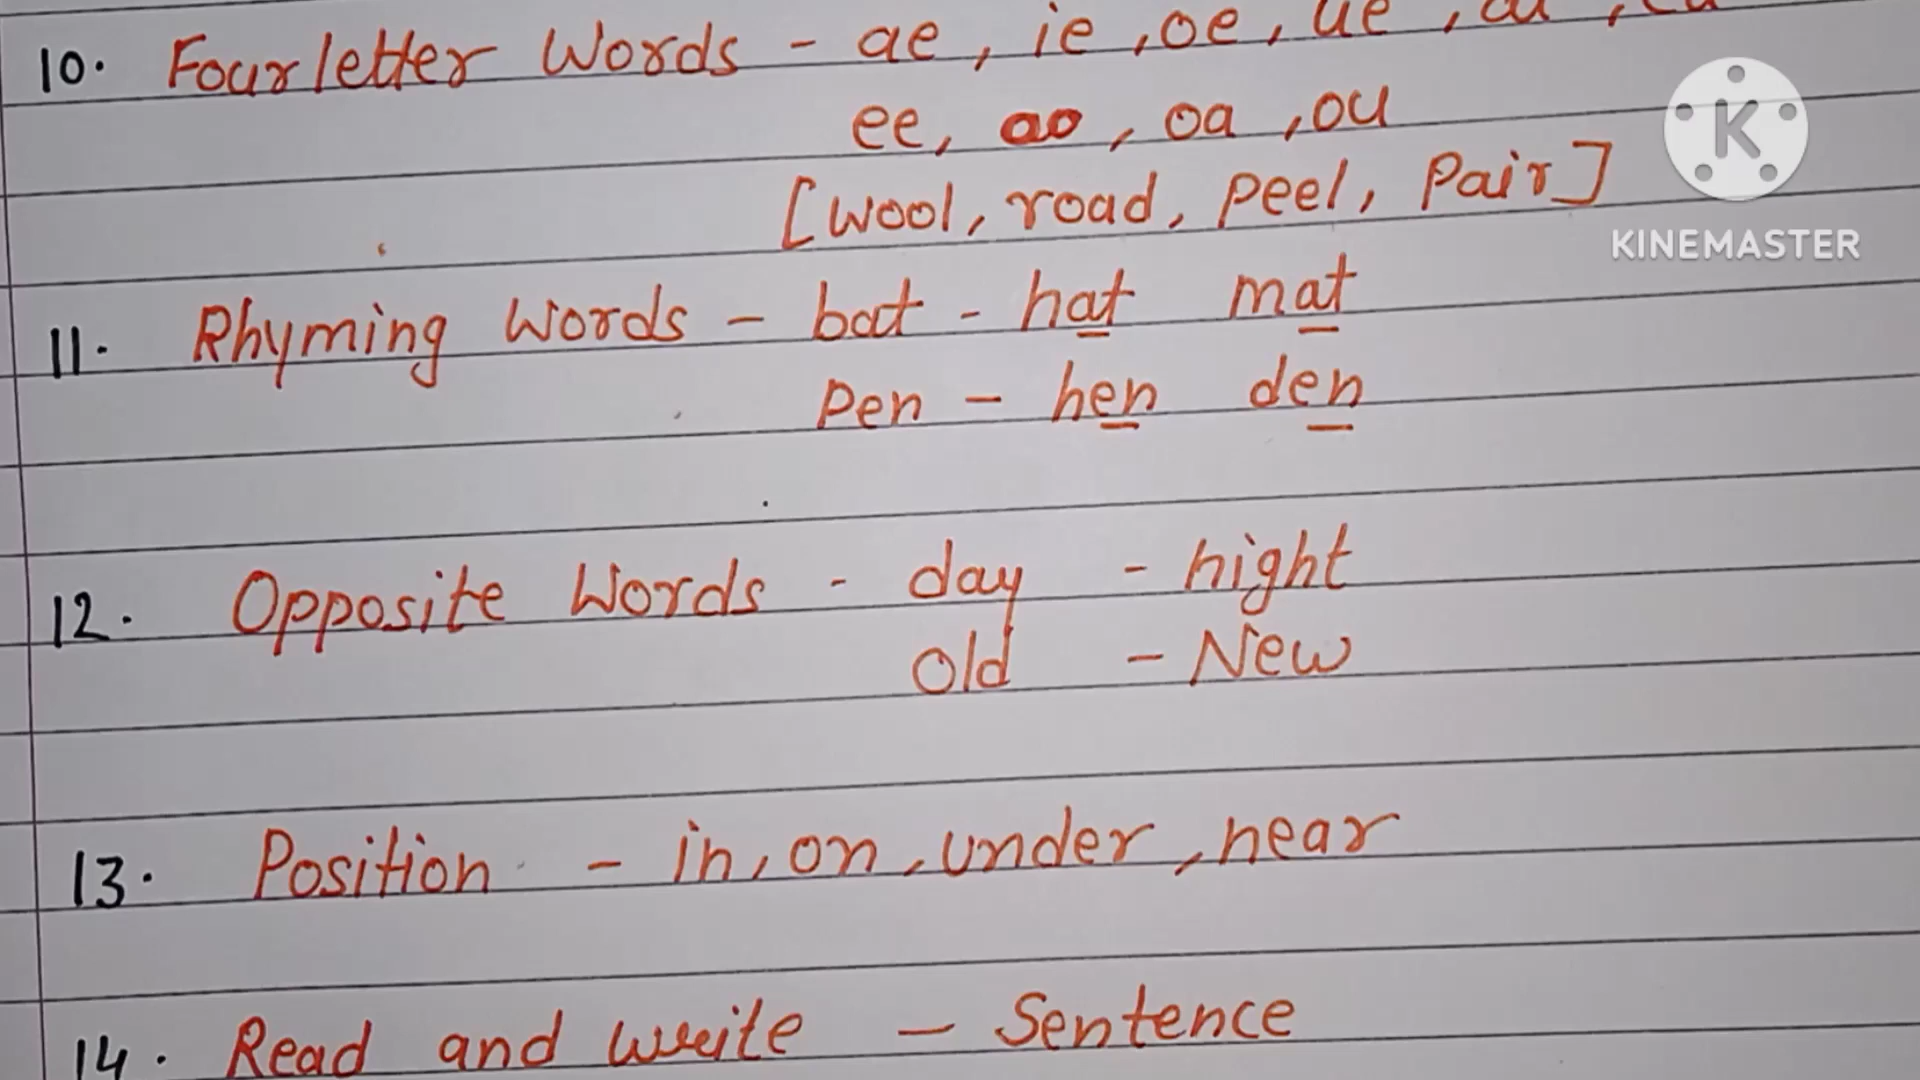 10. Four letter Words - ae, ie, oe, ue,
ee, oo, oa, ou
[wool, road, peel, Pair]
K
KINEMASTER
11. Rhyming Words - bat - hat mat
Pen - hen den
12. Opposite Words - day - night
Old - New
13. Position - in, on, under, near
14. Read and write - Sentence